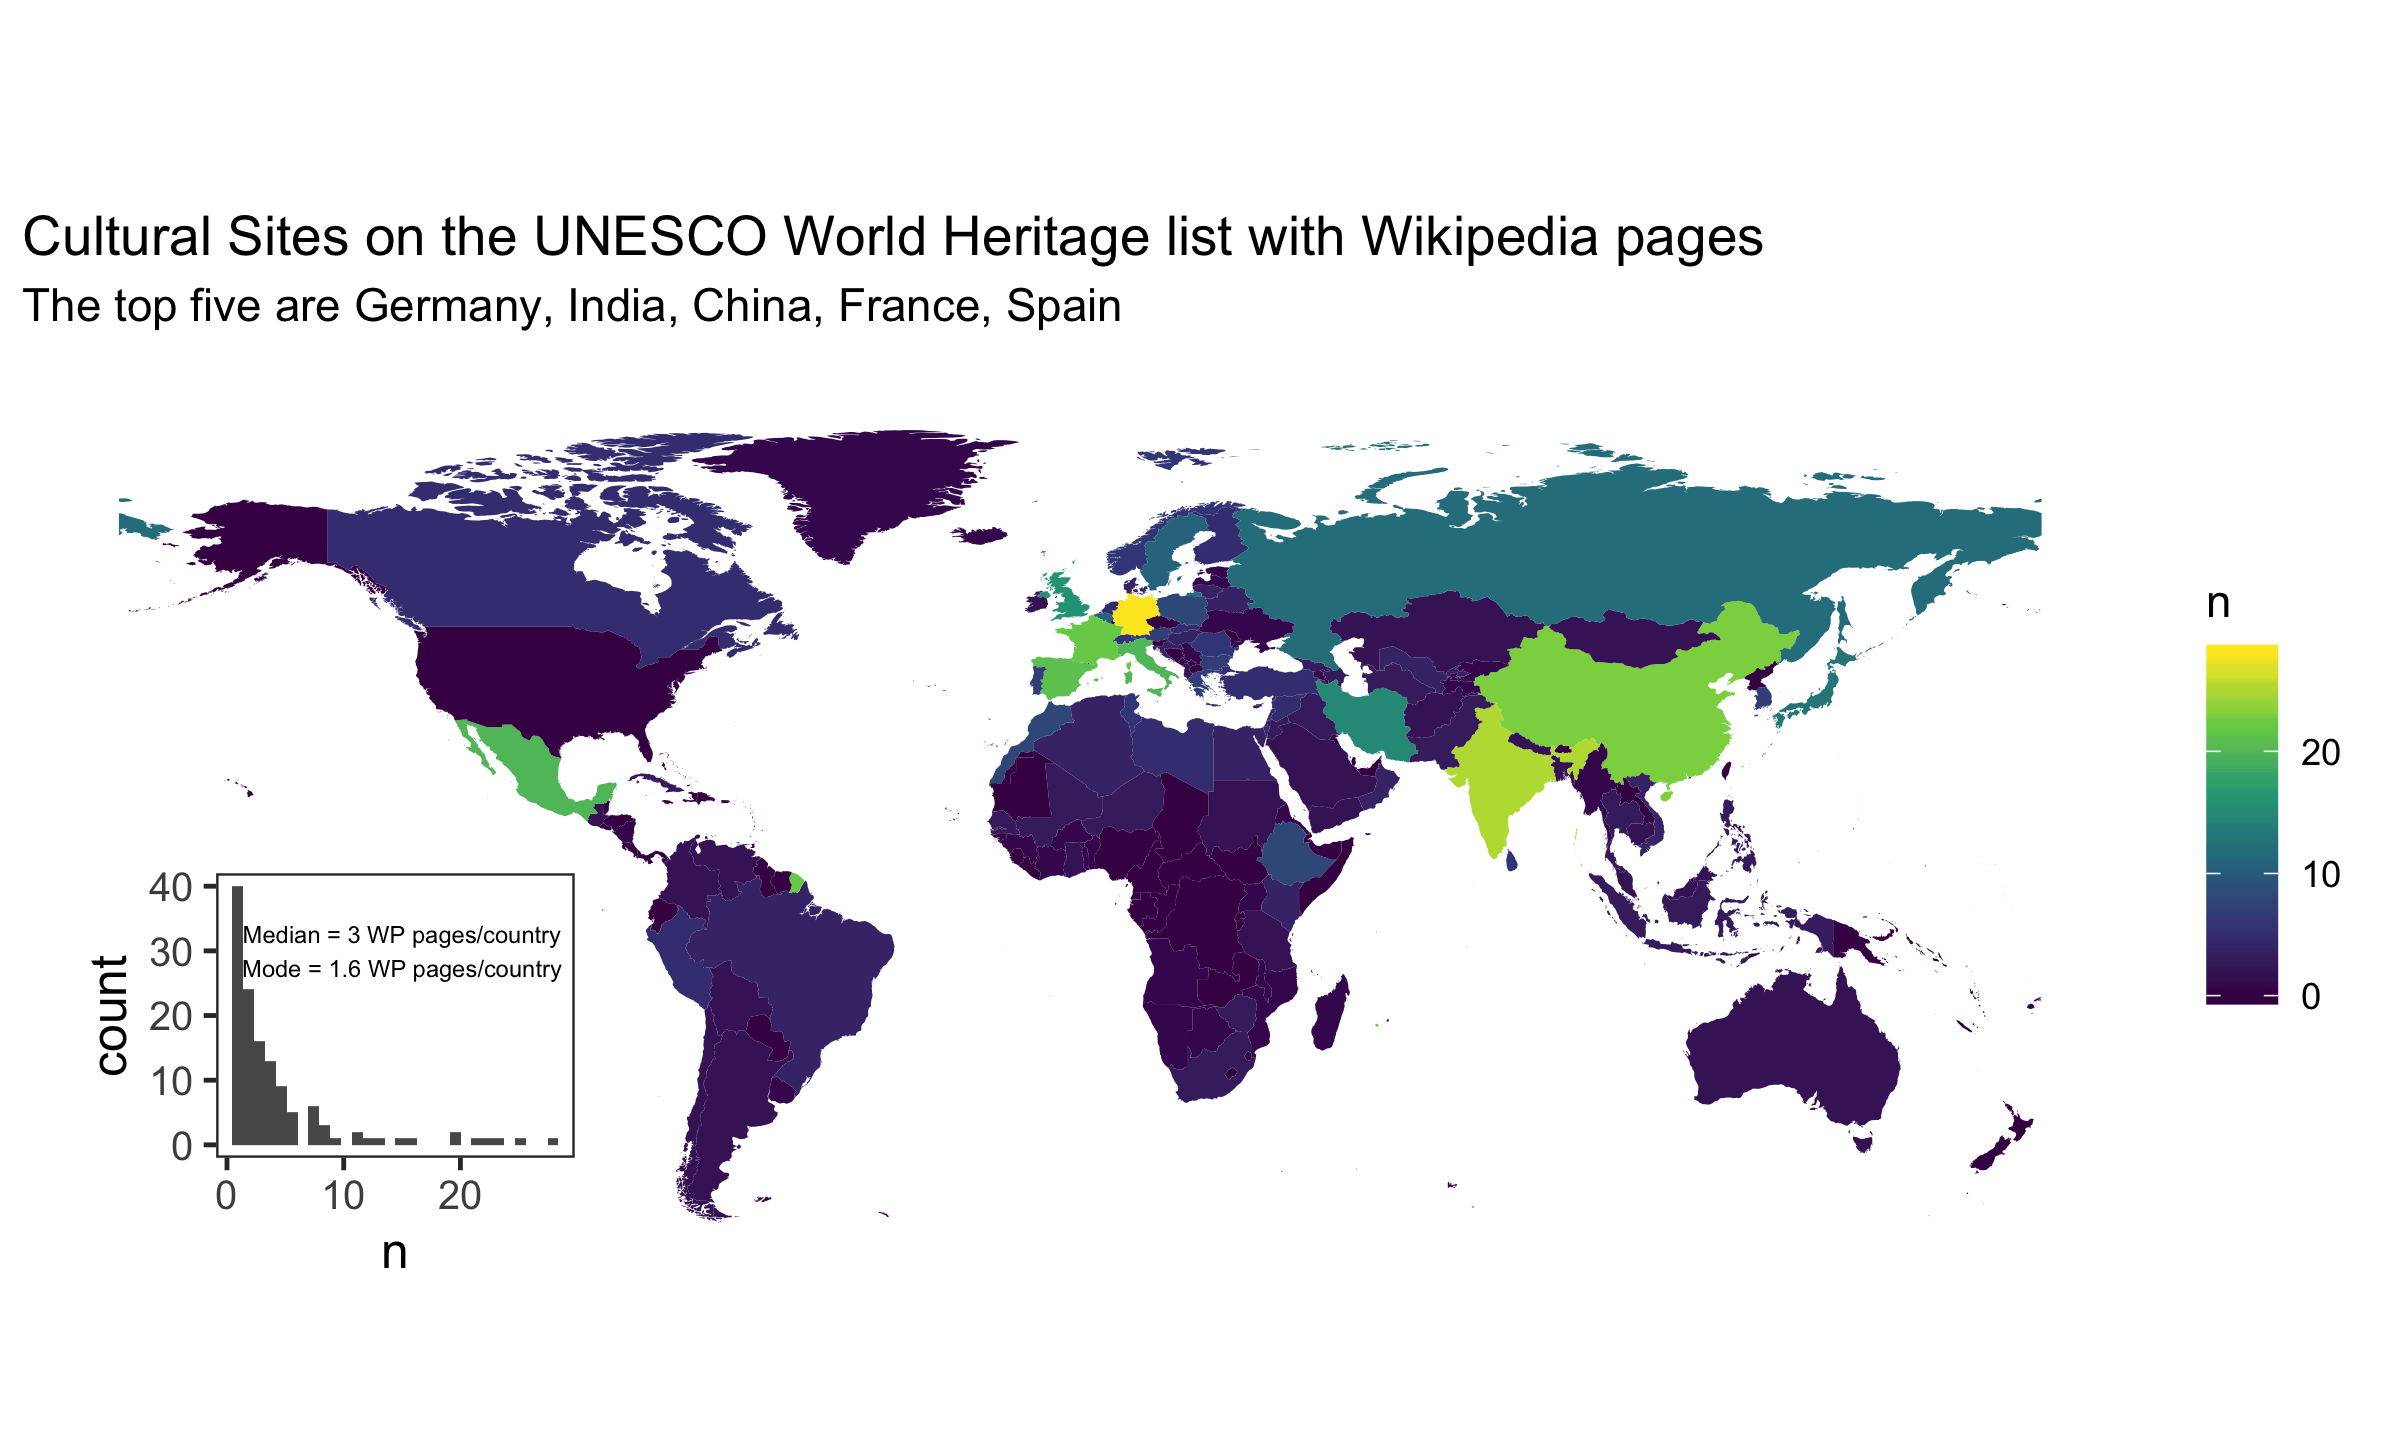 Cultural Sites on the UNESCO World Heritage list with Wikipedia pages
The top five are Germany, India, China, France, Spain
n
20
10
0
40
30
20
10
0
count
Median = 3 WP pages/country
Mode = 1.6 WP pages/country
0 10 20
n